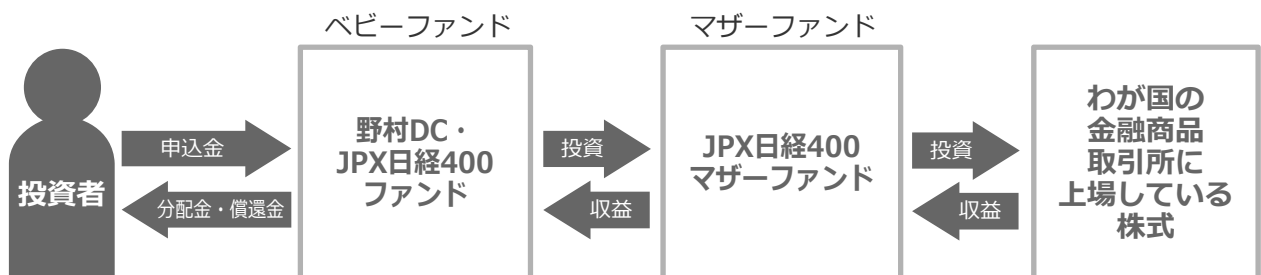 ベビーファンド
マザーファンド
投資者
申込金
分配金・償還金
野村DC・
JPX日経400
ファンド
投資
収益
JPX日経400
マザーファンド
投資
収益
わが国の
金融商品
取引所に
上場している
株式